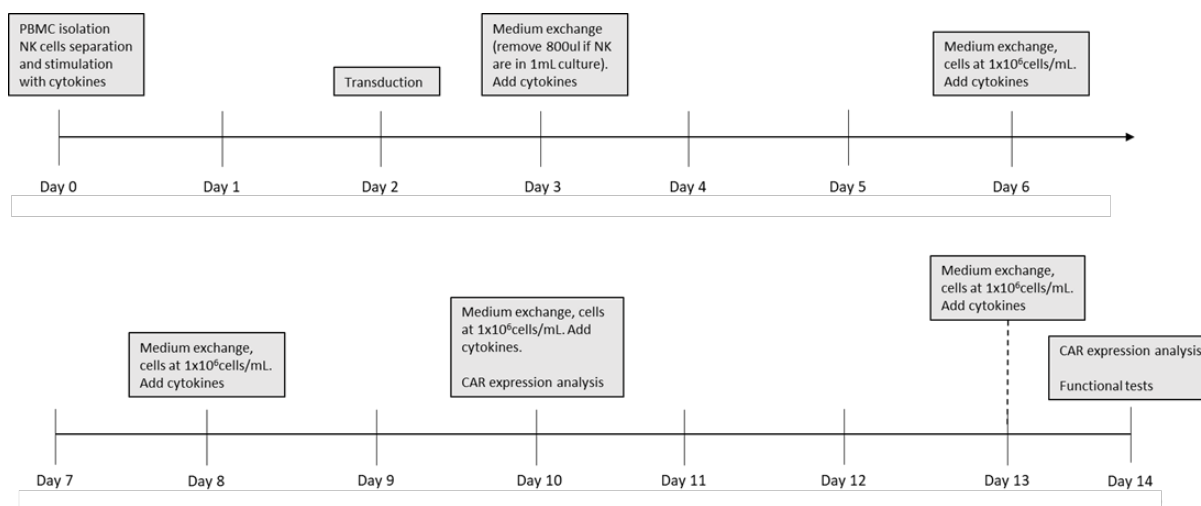 PBMC isolation
NK cells separation
and stimulation
with cytokines
Transduction
Medium exchange
(remove 800ul if NK
are in 1mL culture).
Add cytokines
Medium exchange,
cells at 1x10⁶cells/mL.
Add cytokines
Day 0
Day 1
Day 2
Day 3
Day 4
Day 5
Day 6
Medium exchange,
cells at 1x10⁶cells/mL.
Add cytokines
Medium exchange, cells
at 1x10⁶cells/mL. Add
cytokines.
CAR expression analysis
Medium exchange,
cells at 1x10⁶cells/mL.
Add cytokines
CAR expression analysis
Functional tests
Day 7
Day 8
Day 9
Day 10
Day 11
Day 12
Day 13
Day 14